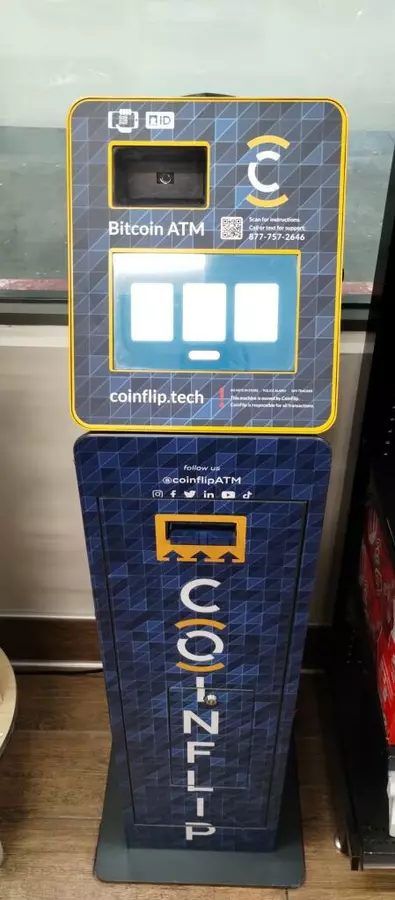 ID
C
Bitcoin ATM
Scan for instructions
Call or text for support:
877-757-2646
coinflip.tech
!
This machine is owned by CoinFlip.
CoinFlip is responsible for all transactions
follow us
@coinflipATM
COINFLIP